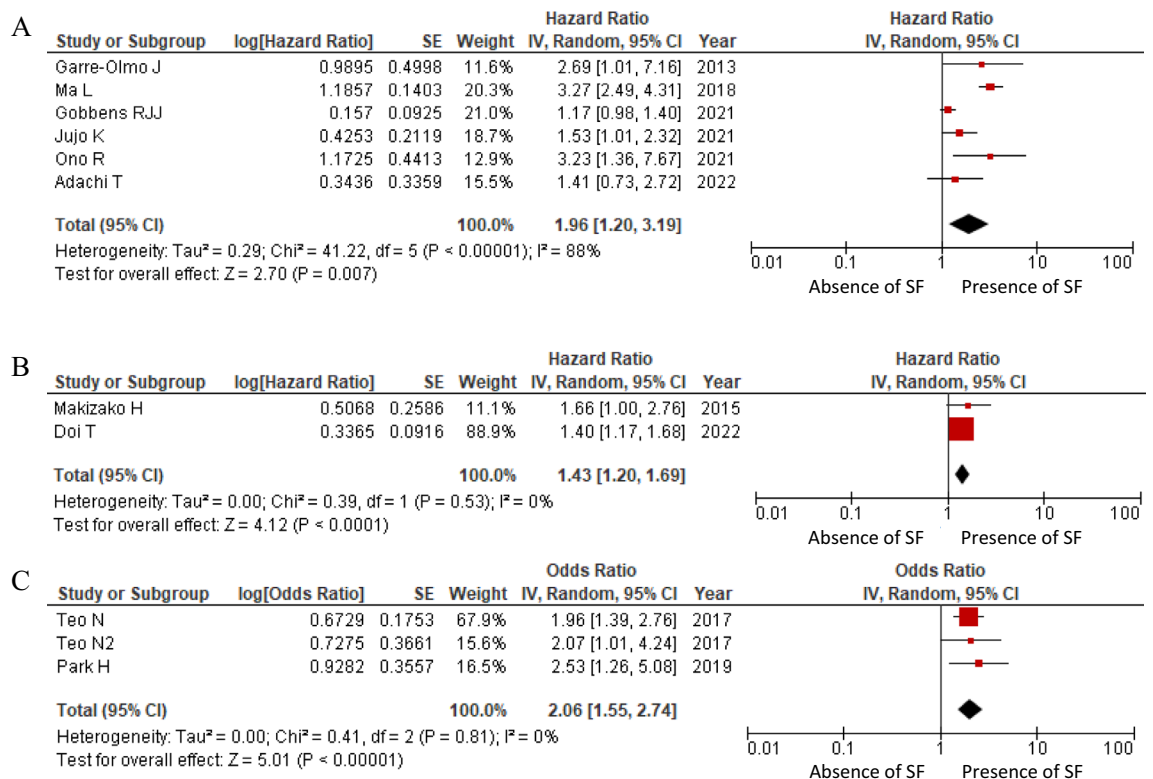 A
Hazard Ratio Hazard Ratio
Study or Subgroup log[Hazard Ratio] SE Weight IV, Random, 95% CI Year IV, Random, 95% CI
Garre-Olmo J 0.9895 0.4998 11.6% 2.69 [1.01, 7.16] 2013
Ma L 1.1857 0.1403 20.3% 3.27 [2.49, 4.31] 2018
Gobbens RJJ 0.157 0.0925 21.0% 1.17 [0.98, 1.40] 2021
Jujo K 0.4253 0.2119 18.7% 1.53 [1.01, 2.32] 2021
Ono R 1.1725 0.4413 12.9% 3.23 [1.36, 7.67] 2021
Adachi T 0.3436 0.3359 15.5% 1.41 [0.73, 2.72] 2022
Total (95% CI) 100.0% 1.96 [1.20, 3.19]
Heterogeneity: Tau² = 0.29; Chi² = 41.22, df = 5 (P < 0.00001); I² = 88%
Test for overall effect: Z = 2.70 (P = 0.007)
0.01 0.1 1 10 100
Absence of SF Presence of SF
B
Hazard Ratio Hazard Ratio
Study or Subgroup log[Hazard Ratio] SE Weight IV, Random, 95% CI Year IV, Random, 95% CI
Makizako H 0.5068 0.2586 11.1% 1.66 [1.00, 2.76] 2015
Doi T 0.3365 0.0916 88.9% 1.40 [1.17, 1.68] 2022
Total (95% CI) 100.0% 1.43 [1.20, 1.69]
Heterogeneity: Tau² = 0.00; Chi² = 0.39, df = 1 (P = 0.53); I² = 0%
Test for overall effect: Z = 4.12 (P < 0.0001)
0.01 0.1 1 10 100
Absence of SF Presence of SF
C
Odds Ratio Odds Ratio
Study or Subgroup log[Odds Ratio] SE Weight IV, Random, 95% CI Year IV, Random, 95% CI
Teo N 0.6729 0.1753 67.9% 1.96 [1.39, 2.76] 2017
Teo N2 0.7275 0.3661 15.6% 2.07 [1.01, 4.24] 2017
Park H 0.9282 0.3557 16.5% 2.53 [1.26, 5.08] 2019
Total (95% CI) 100.0% 2.06 [1.55, 2.74]
Heterogeneity: Tau² = 0.00; Chi² = 0.41, df = 2 (P = 0.81); I² = 0%
Test for overall effect: Z = 5.01 (P < 0.00001)
0.01 0.1 1 10 100
Absence of SF Presence of SF